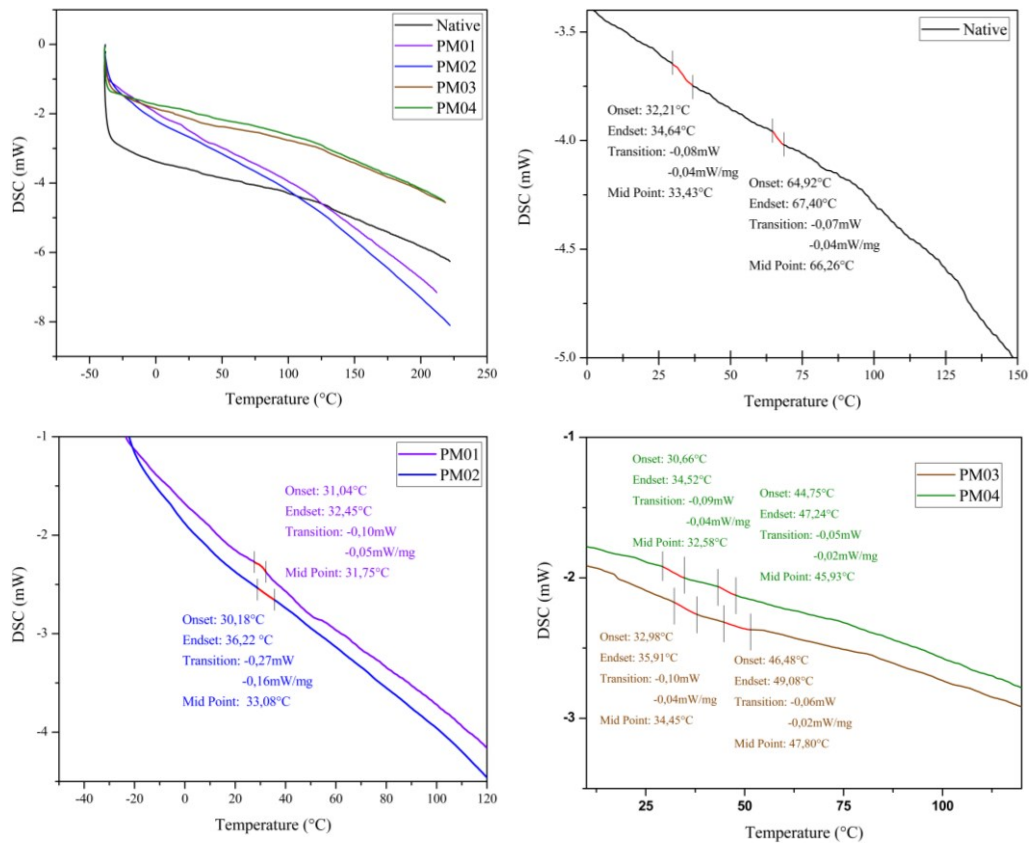 Native
PM01
PM02
PM03
PM04
0
-2
-4
-6
-8
DSC (mW)
-50
0
50
100
150
200
250
Temperature (°C)
Native
-3.5
-4.0
-4.5
-5.0
DSC (mW)
Onset: 32,21°C
Endset: 34,64°C
Transition: -0,08mW
-0,04mW/mg
Mid Point: 33,43°C
Onset: 64,92°C
Endset: 67,40°C
Transition: -0,07mW
-0,04mW/mg
Mid Point: 66,26°C
0
25
50
75
100
125
150
Temperature (°C)
PM01
PM02
-1
-2
-3
-4
DSC (mW)
Onset: 31,04°C
Endset: 32,45°C
Transition: -0,10mW
-0,05mW/mg
Mid Point: 31,75°C
Onset: 30,18°C
Endset: 36,22 °C
Transition: -0,27mW
-0,16mW/mg
Mid Point: 33,08°C
-40
-20
0
20
40
60
80
100
120
Temperature (°C)
PM03
PM04
-1
-2
-3
DSC (mW)
Onset: 30,66°C
Endset: 34,52°C
Transition: -0,09mW
-0,04mW/mg
Mid Point: 32,58°C
Onset: 44,75°C
Endset: 47,24°C
Transition: -0,05mW
-0,02mW/mg
Mid Point: 45,93°C
Onset: 32,98°C
Endset: 35,91°C
Transition: -0,10mW
-0,04mW/mg
Mid Point: 34,45°C
Onset: 46,48°C
Endset: 49,08°C
Transition: -0,06mW
-0,02mW/mg
Mid Point: 47,80°C
25
50
75
100
Temperature (°C)